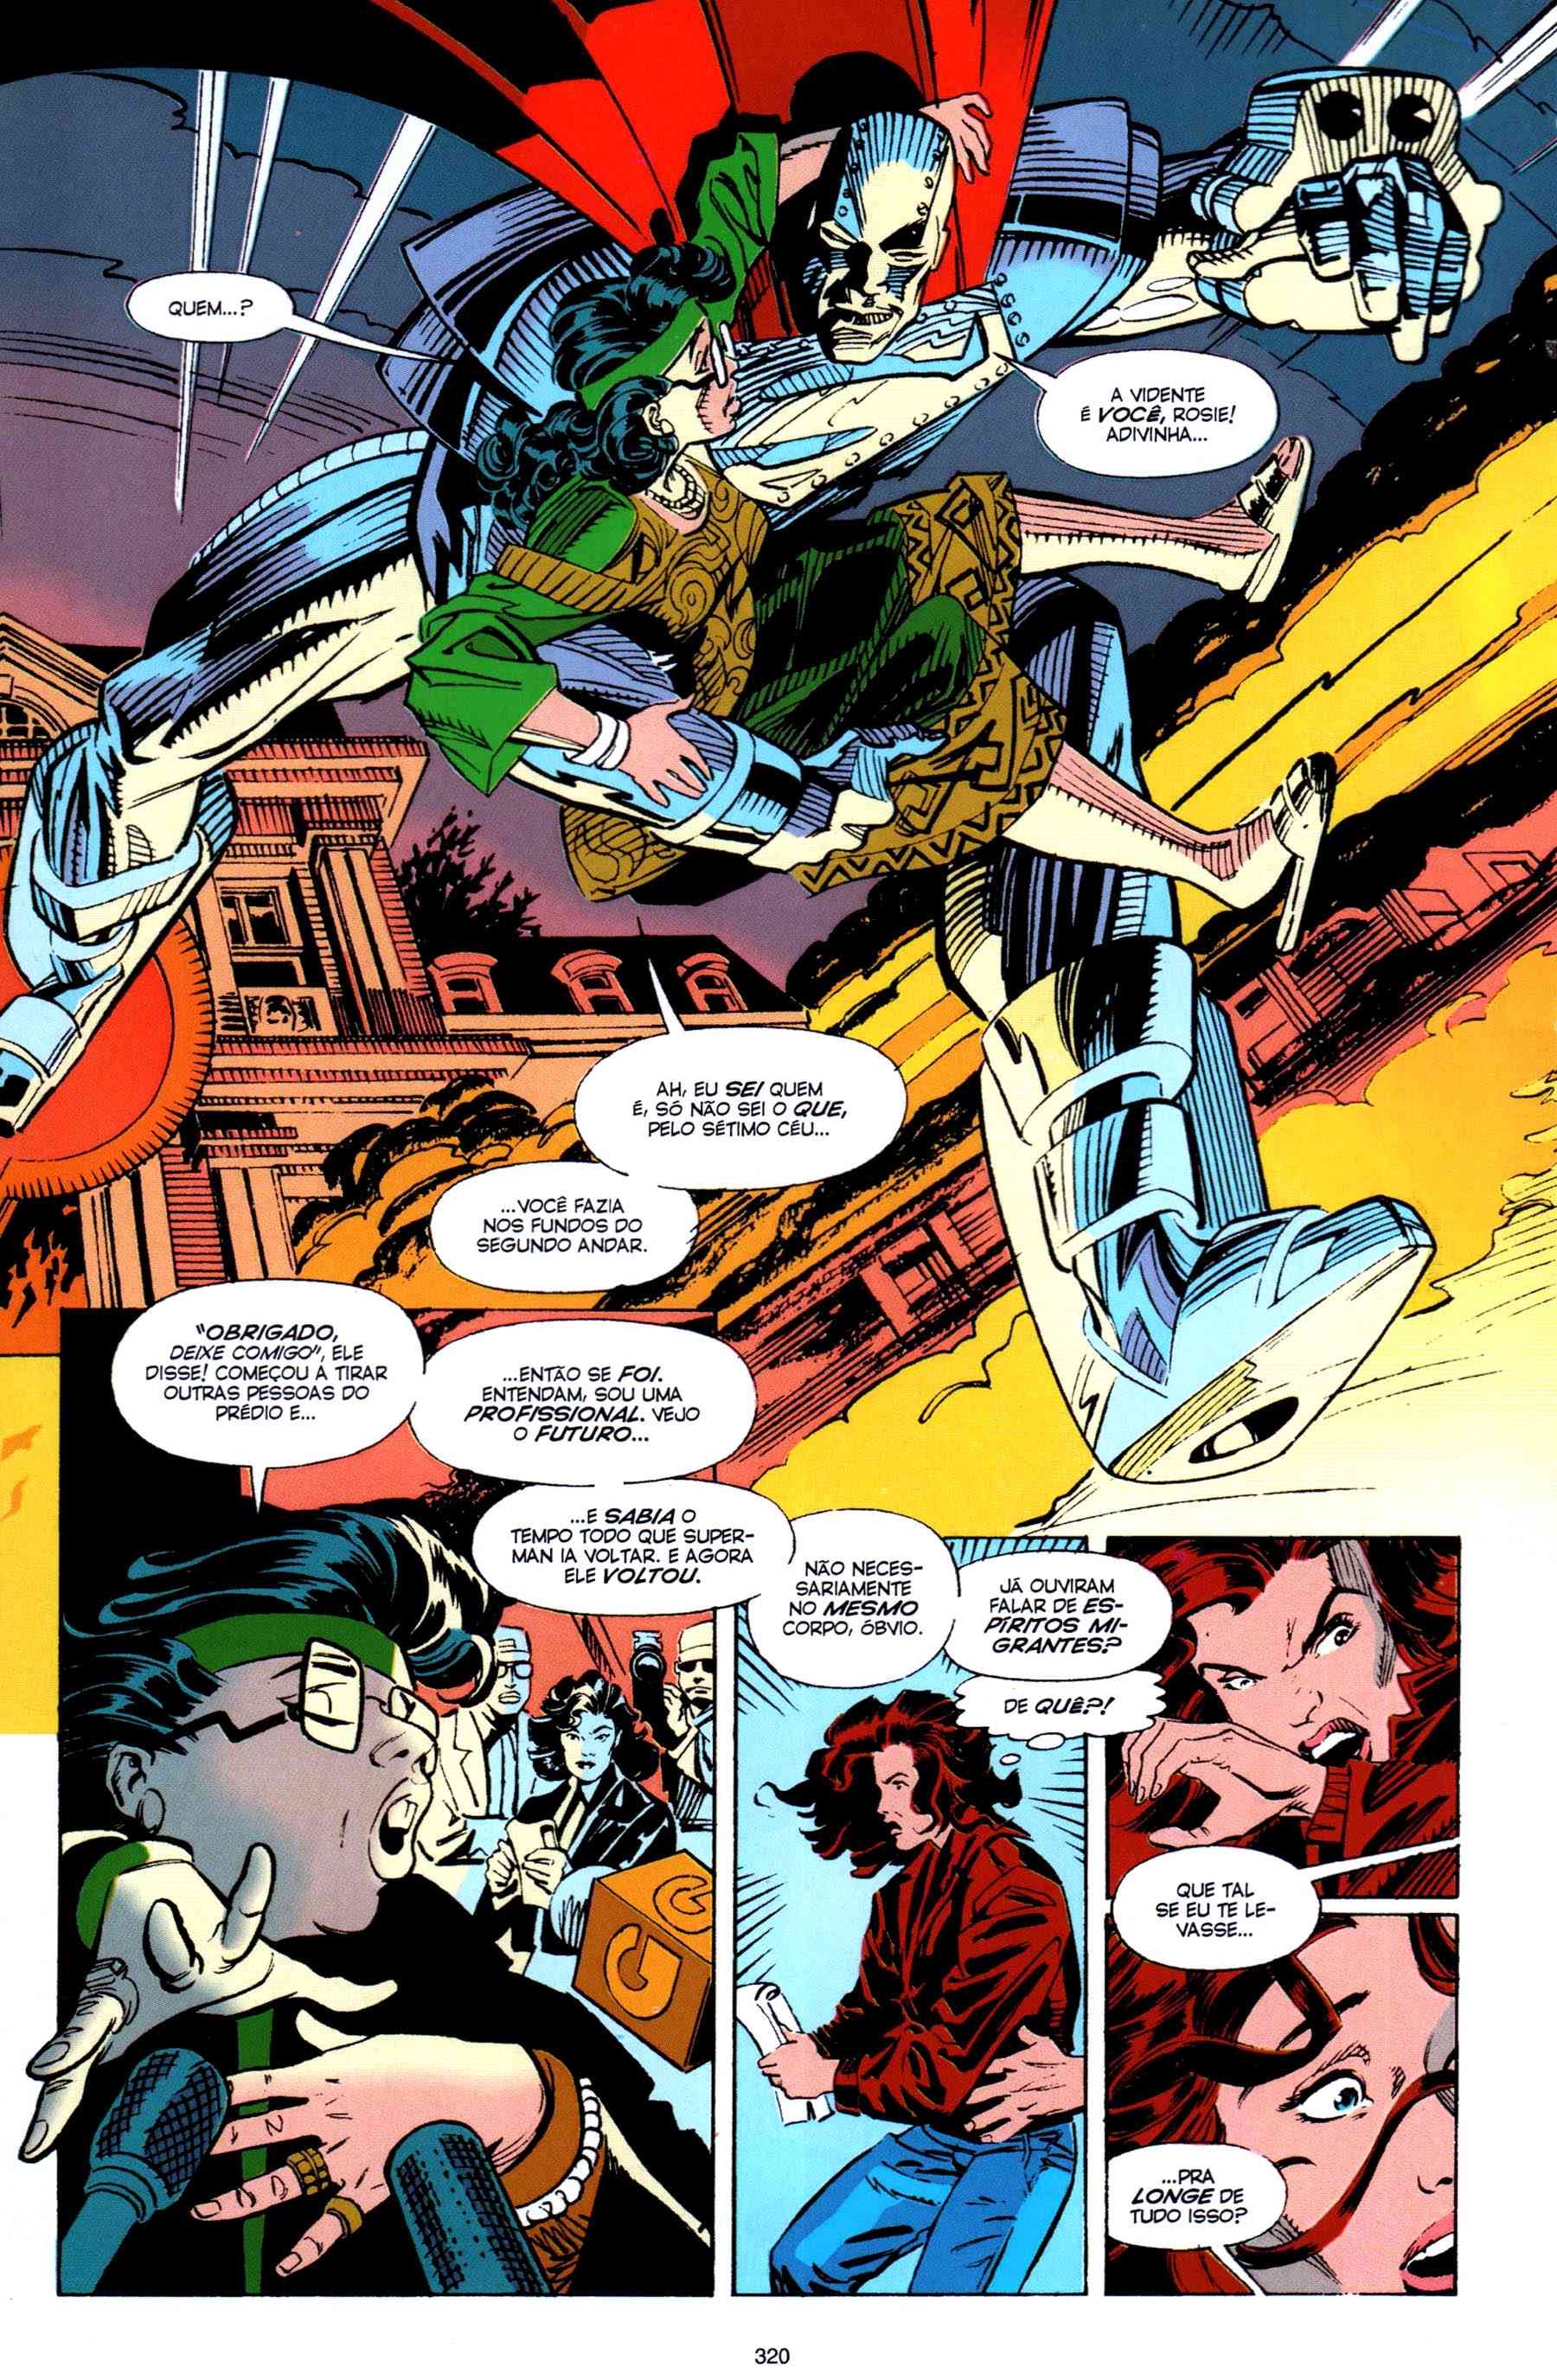 QUEM...?
A VIDENTE
É VOCÊ, ROSIE!
ADIVINHA...
AH, EU SEI QUEM
É, SÓ NÃO SEI O QUE,
PELO SÉTIMO CÉU...
...VOCÊ FAZIA
NOS FUNDOS DO
SEGUNDO ANDAR.
"OBRIGADO,
DEIXE COMIGO", ELE
DISSE! COMEÇOU A TIRAR
OUTRAS PESSOAS DO
PRÉDIO E...
...ENTÃO SE FOI.
ENTENDAM, SOU UMA
PROFISSIONAL. VEJO
O FUTURO...
...E SABIA O
TEMPO TODO QUE SUPER-
MAN IA VOLTAR. E AGORA
ELE VOLTOU.
G
G
NÃO NECES-
SARIAMENTE
NO MESMO
CORPO, ÓBVIO.
JÁ OUVIRAM
FALAR DE ES-
PÍRITOS MI-
GRANTES?
DE QUÊ?!
QUE TAL
SE EU TE LE-
VASSE...
...PRA
LONGE DE
TUDO ISSO?
320